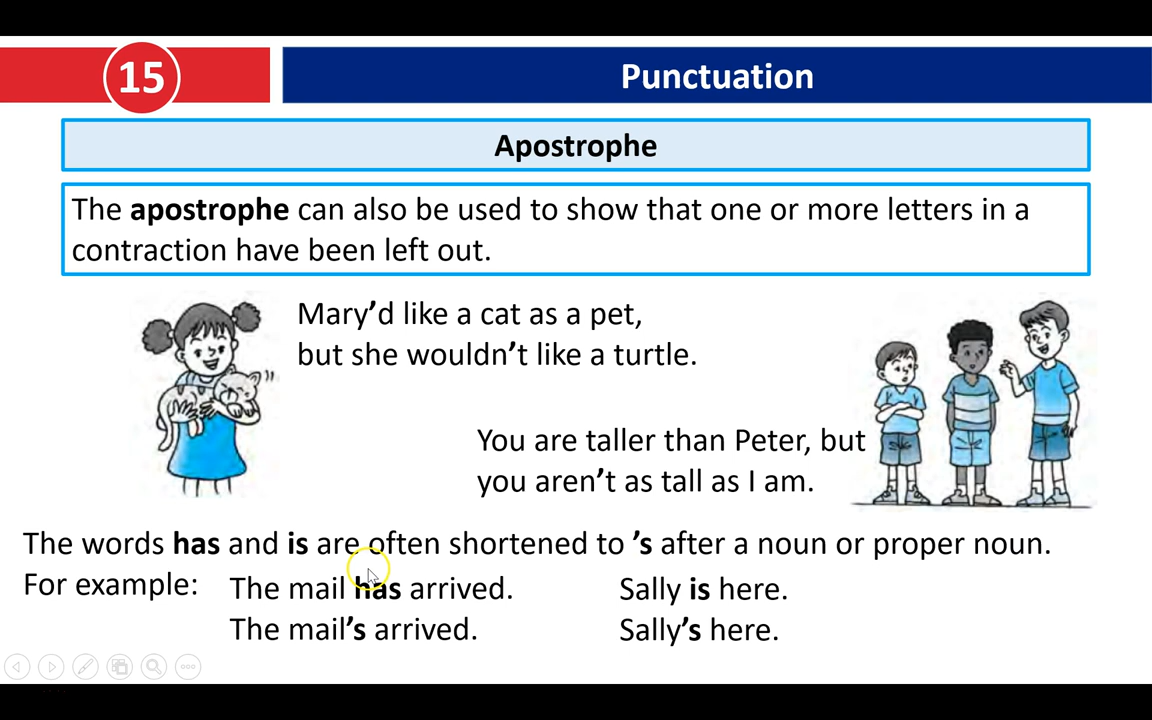 15
Punctuation
Apostrophe
The apostrophe can also be used to show that one or more letters in a
contraction have been left out.
Mary’d like a cat as a pet,
but she wouldn’t like a turtle.
You are taller than Peter, but
you aren’t as tall as I am.
The words has and is are often shortened to ’s after a noun or proper noun.
For example:
The mail has arrived.
The mail’s arrived.
Sally is here.
Sally’s here.